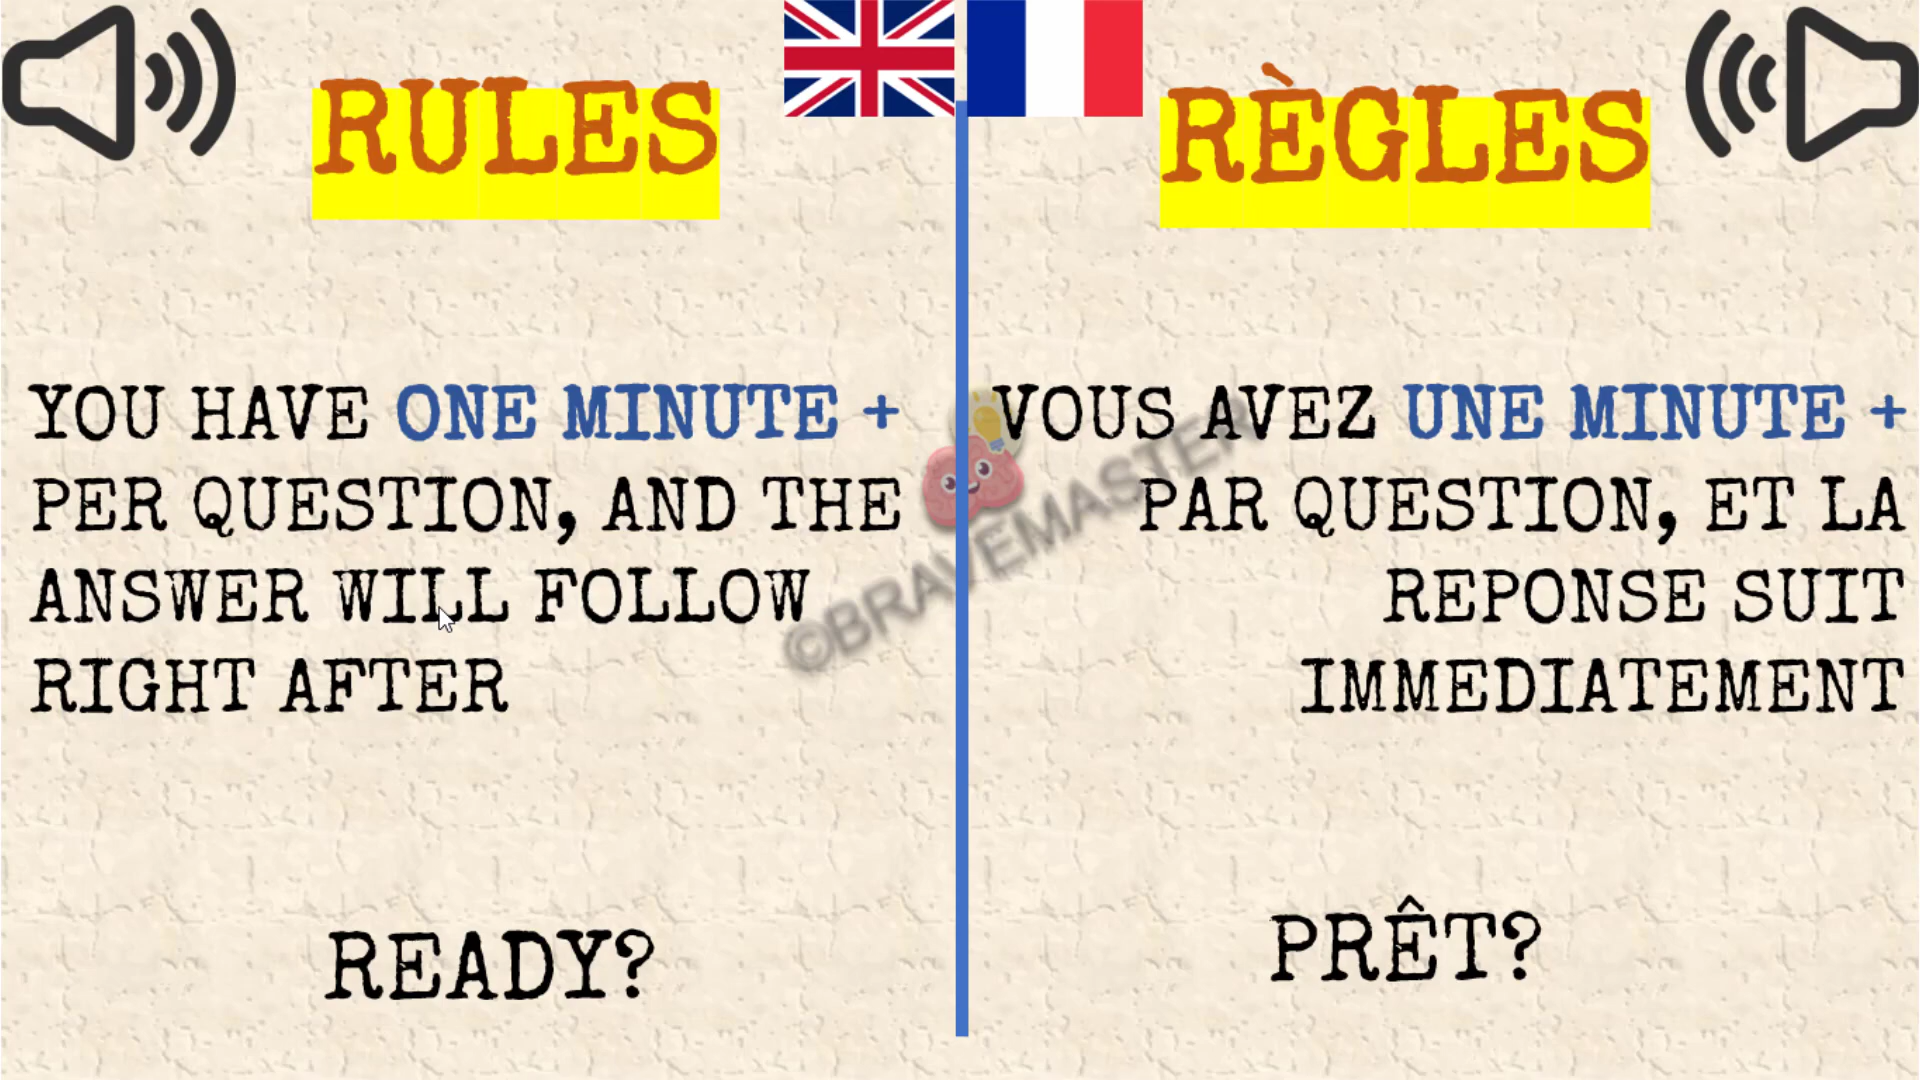 RULES
YOU HAVE ONE MINUTE +
PER QUESTION, AND THE
ANSWER WILL FOLLOW
RIGHT AFTER
READY?
RÈGLES
VOUS AVEZ UNE MINUTE +
PAR QUESTION, ET LA
REPONSE SUIT
IMMEDIATEMENT
PRÊT?
©BRAVEMASTER